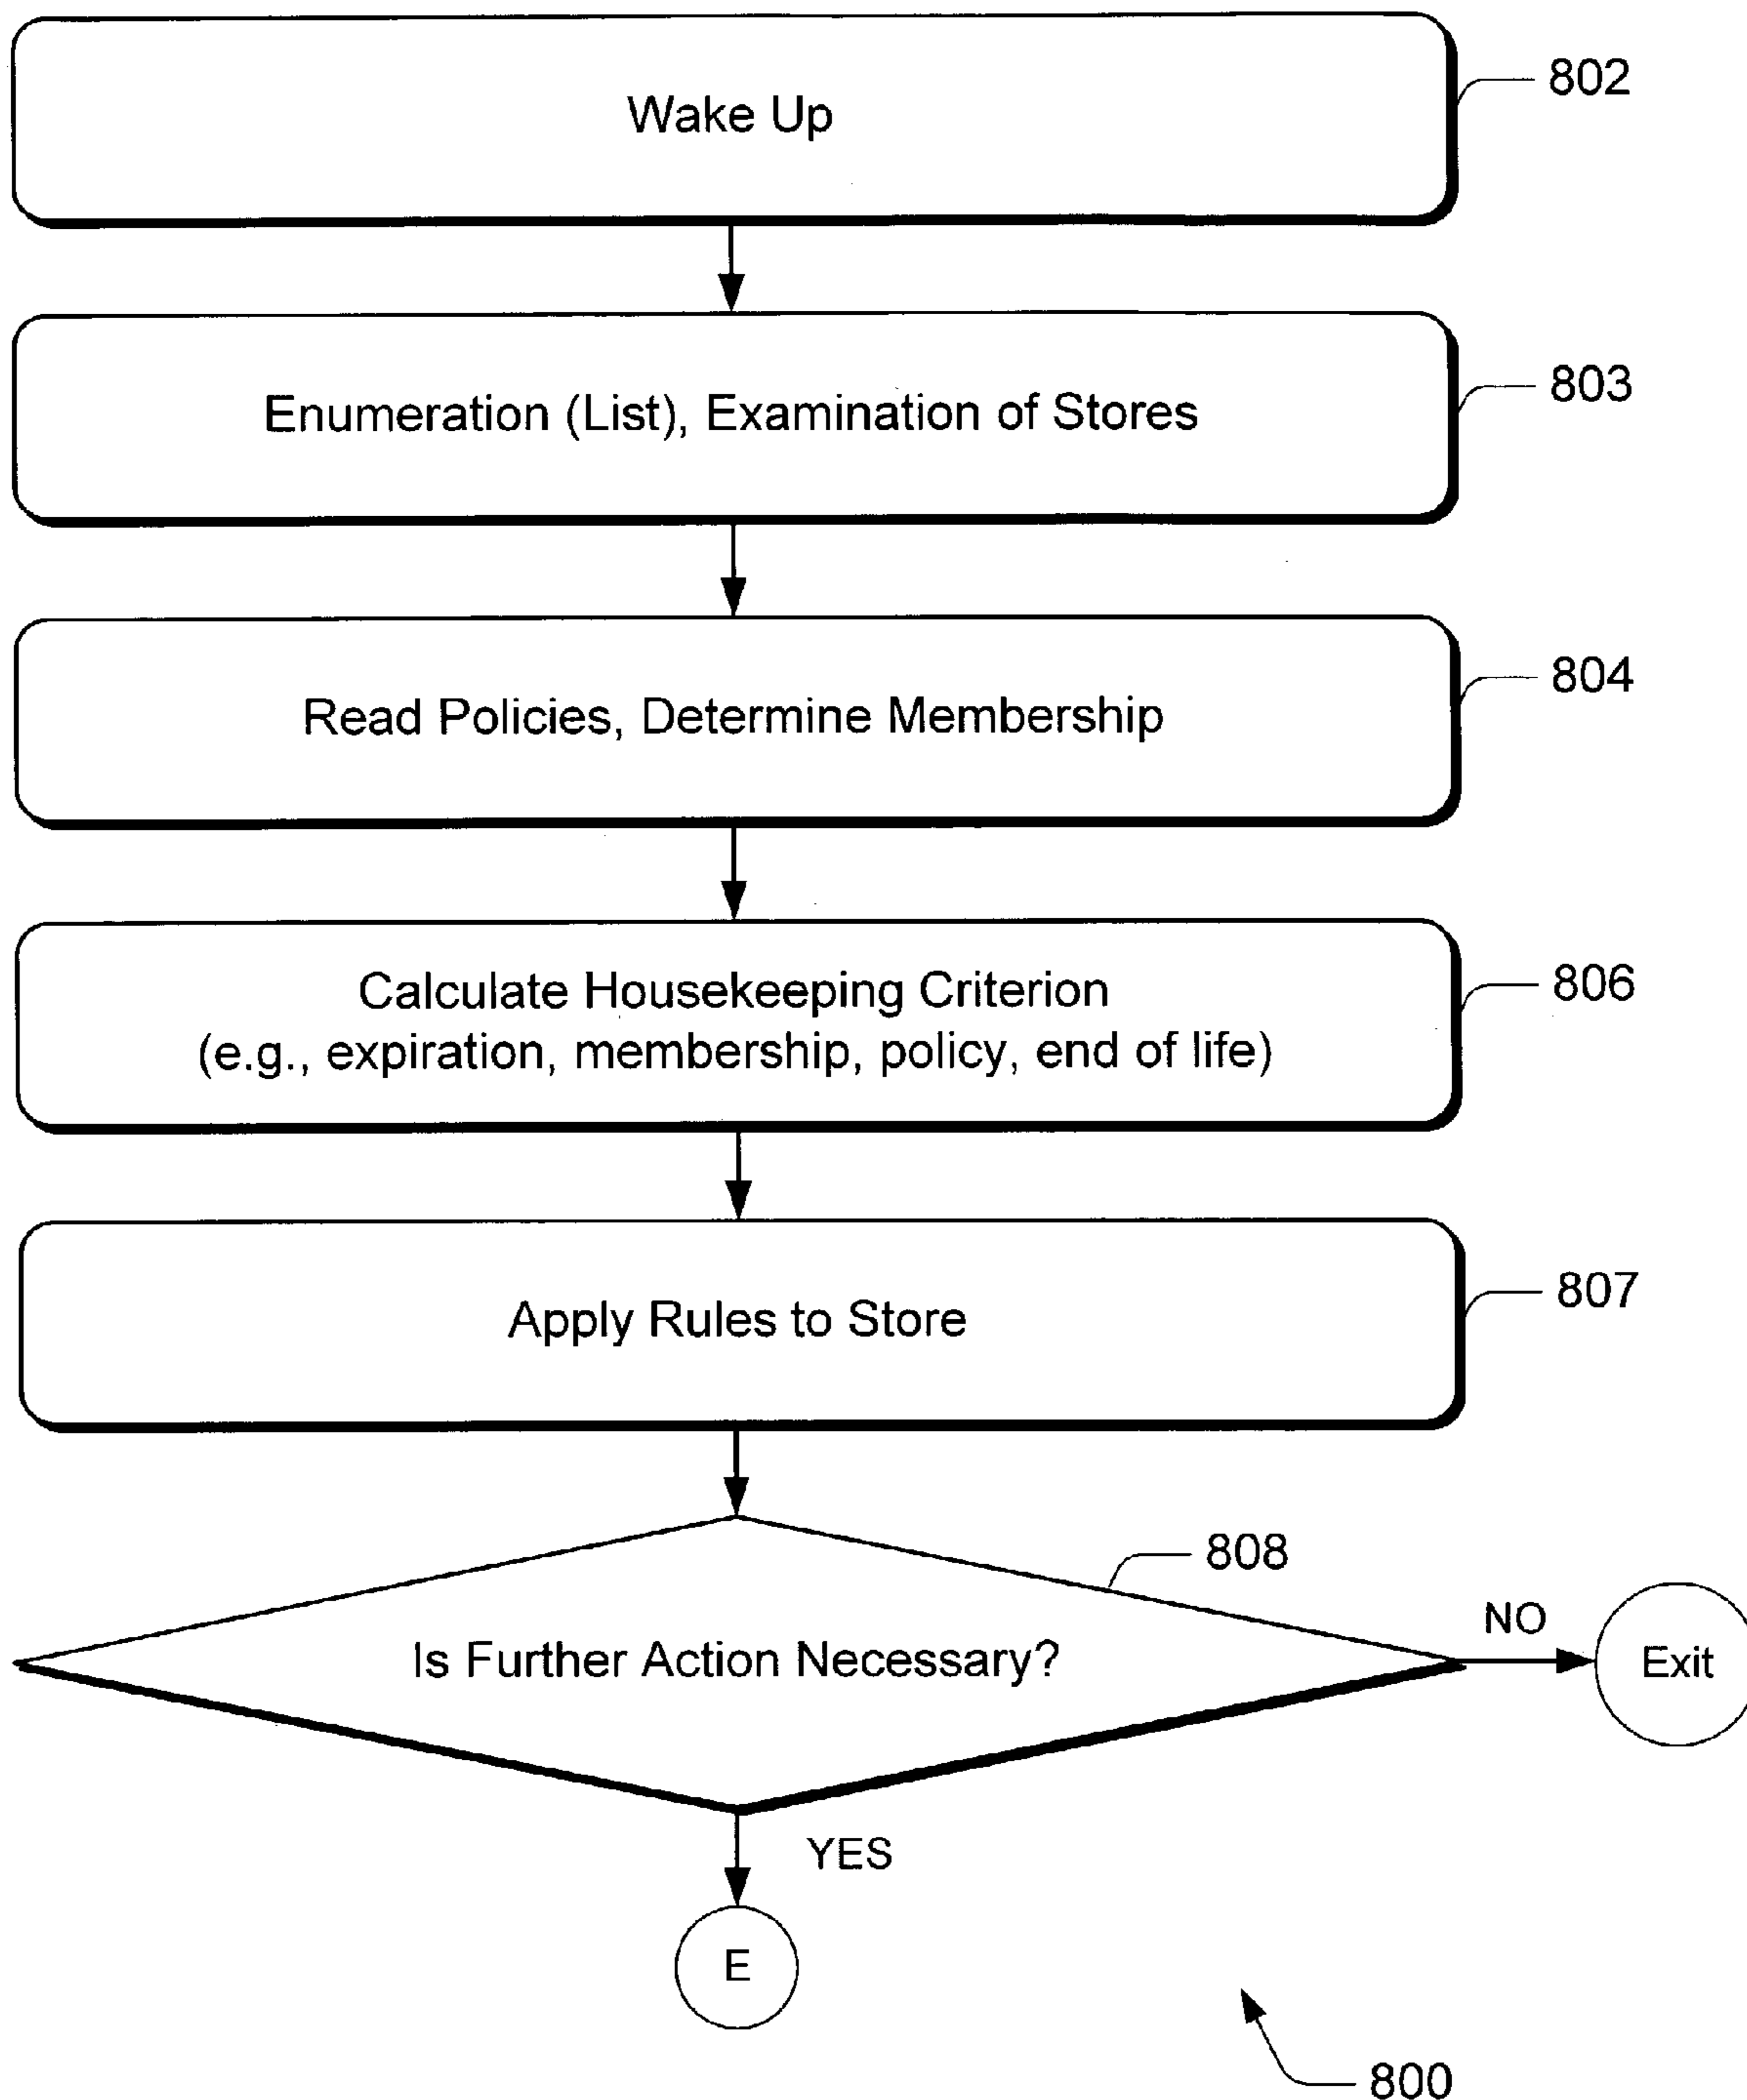 Wake Up
802
Enumeration (List), Examination of Stores
803
Read Policies, Determine Membership
804
Calculate Housekeeping Criterion
(e.g., expiration, membership, policy, end of life)
806
Apply Rules to Store
807
808
Is Further Action Necessary?
NO
Exit
YES
E
800